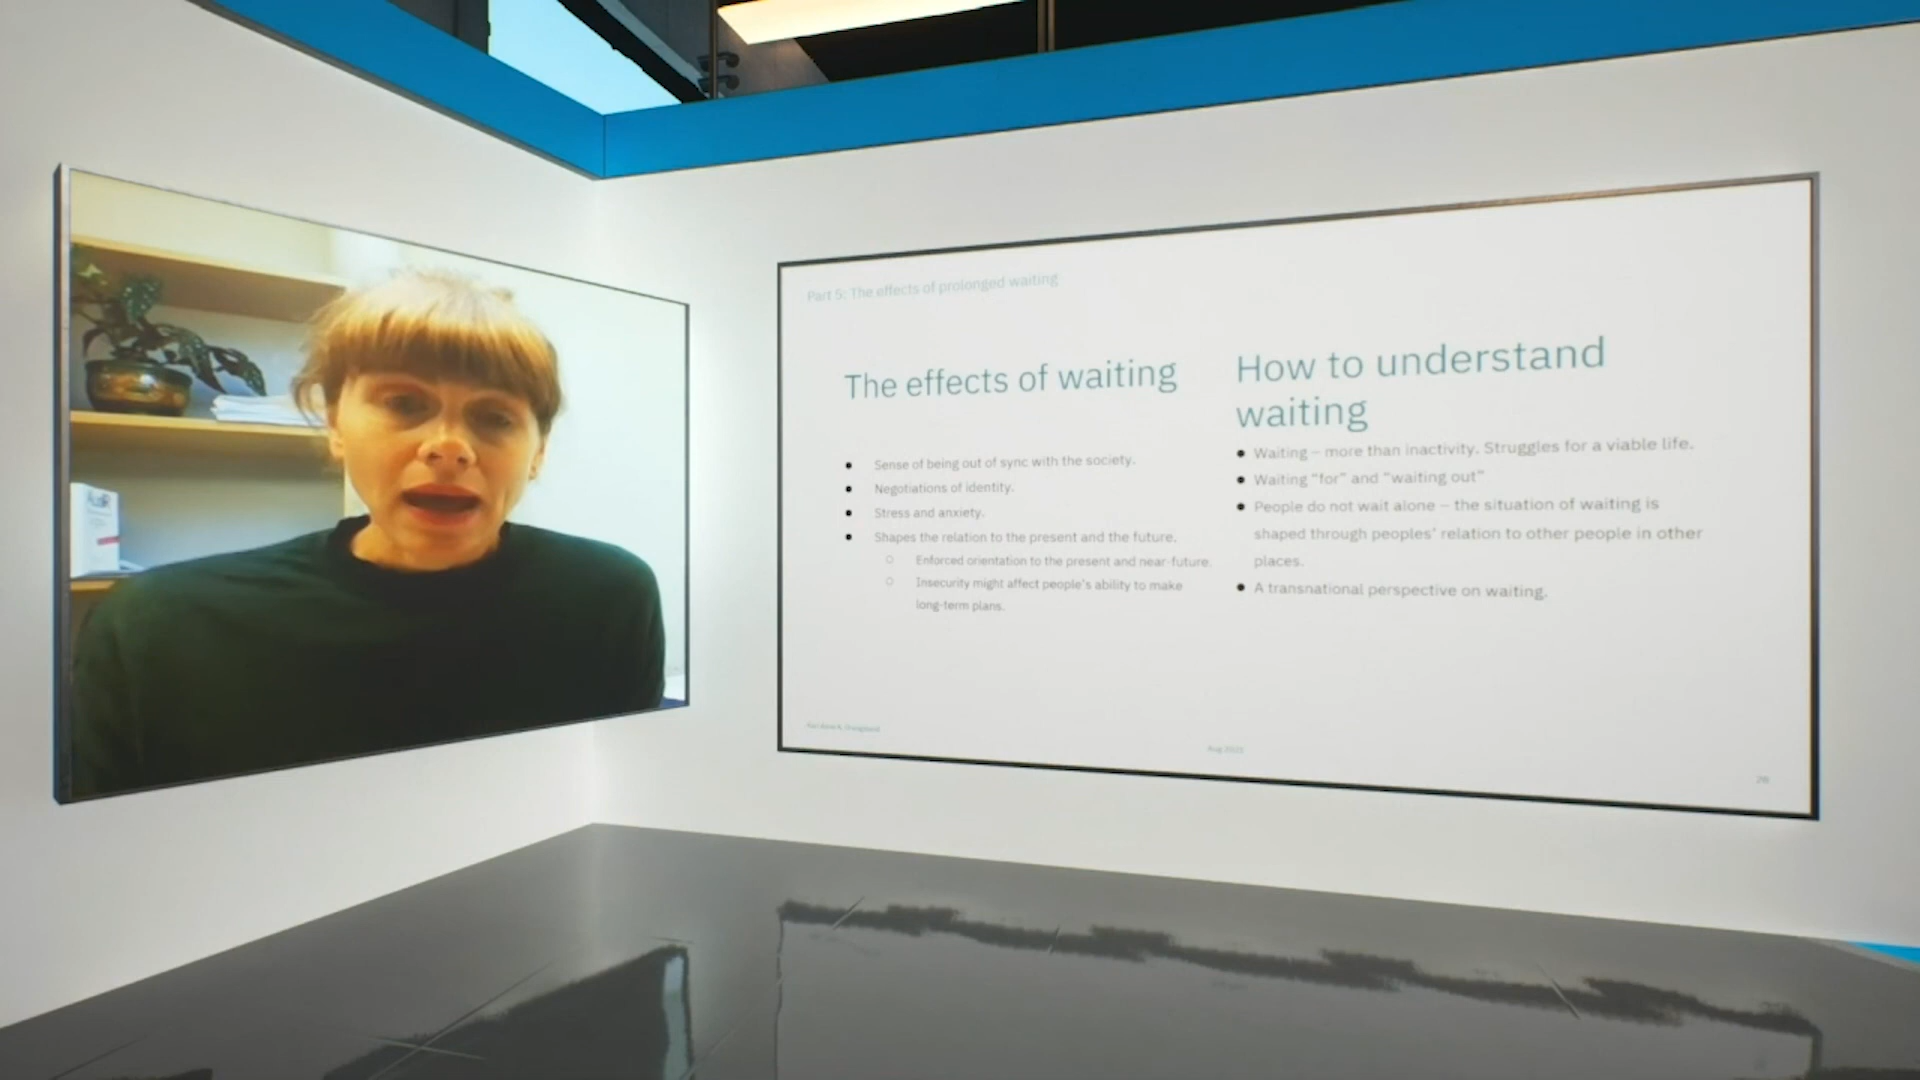 Part 5: The effects of prolonged waiting
The effects of waiting
Sense of being out of sync with the society.
Negotiations of identity.
Stress and anxiety.
Shapes the relation to the present and the future.
Enforced orientation to the present and near-future.
Insecurity might affect people's ability to make
long-term plans.
How to understand
waiting
Waiting – more than inactivity. Struggles for a viable life.
Waiting “for” and “waiting out”
People do not wait alone – the situation of waiting is
shaped through peoples’ relation to other people in other
places.
A transnational perspective on waiting.